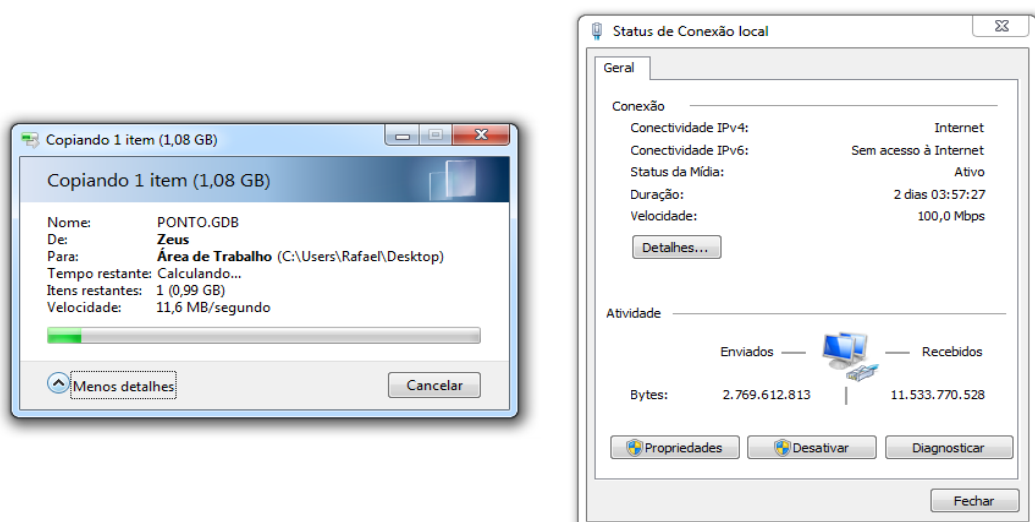 Copiando 1 item (1,08 GB)
Copiando 1 item (1,08 GB)
Nome: PONTO.GDB
De: Zeus
Para: Área de Trabalho (C:\Users\Rafael\Desktop)
Tempo restante: Calculando...
Itens restantes: 1 (0,99 GB)
Velocidade: 11,6 MB/segundo
Menos detalhes
Cancelar
Status de Conexão local
Geral
Conexão
Conectividade IPv4: Internet
Conectividade IPv6: Sem acesso à Internet
Status da Mídia: Ativo
Duração: 2 dias 03:57:27
Velocidade: 100,0 Mbps
Detalhes...
Atividade
Enviados Recebidos
Bytes: 2.769.612.813 11.533.770.528
Propriedades Desativar Diagnosticar
Fechar